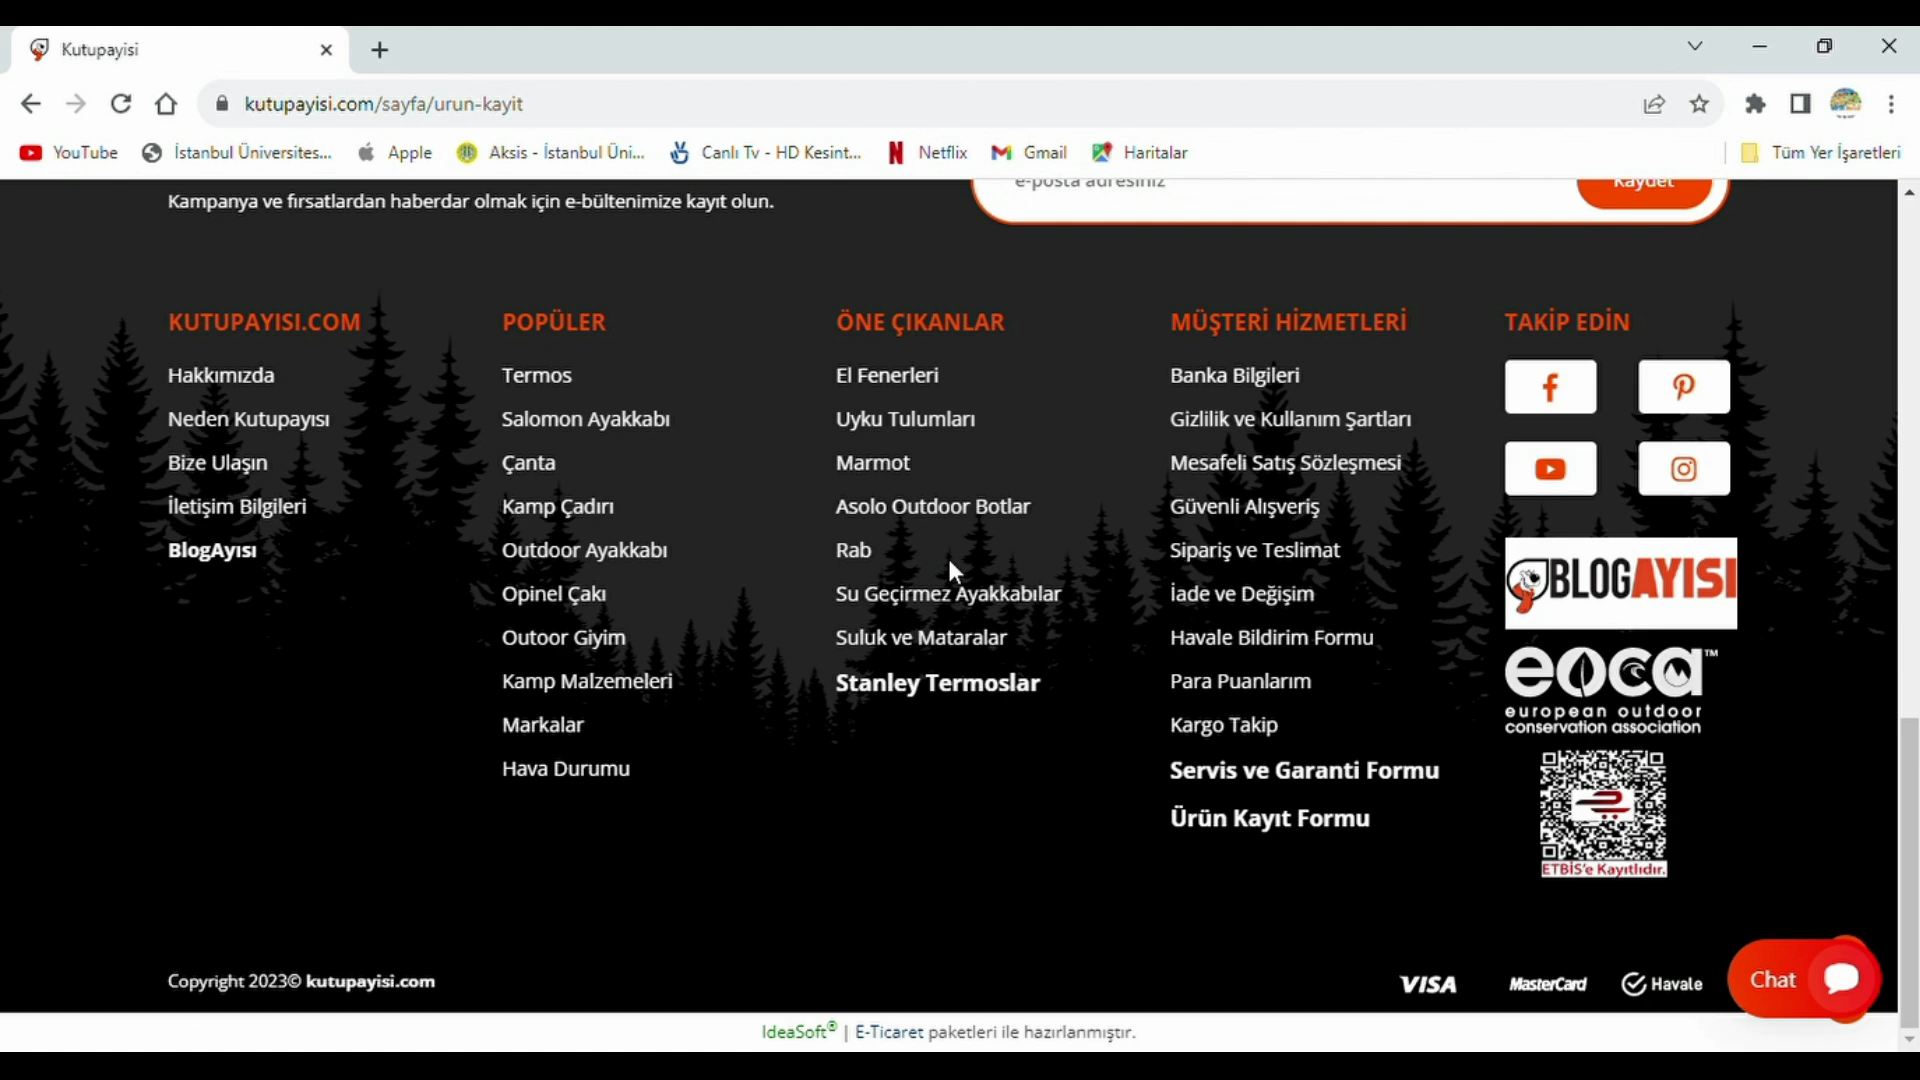 Kutupayisi
kutupayisi.com/sayfa/urun-kayit
YouTube
İstanbul Üniversites...
Apple
Aksis - İstanbul Üni...
Canlı Tv - HD Kesint...
Netflix
Gmail
Haritalar
Tüm Yer İşaretleri
Kampanya ve fırsatlardan haberdar olmak için e-bültenimize kayıt olun.
e-posta adresiniz
Kaydet
KUTUPAYISI.COM
Hakkımızda
Neden Kutupayısı
Bize Ulaşın
İletişim Bilgileri
BlogAyısı
POPÜLER
Termos
Salomon Ayakkabı
Çanta
Kamp Çadırı
Outdoor Ayakkabı
Opinel Çakı
Outoor Giyim
Kamp Malzemeleri
Markalar
Hava Durumu
ÖNE ÇIKANLAR
El Fenerleri
Uyku Tulumları
Marmot
Asolo Outdoor Botlar
Rab
Su Geçirmez Ayakkabılar
Suluk ve Mataralar
Stanley Termoslar
MÜŞTERİ HİZMETLERİ
Banka Bilgileri
Gizlilik ve Kullanım Şartları
Mesafeli Satış Sözleşmesi
Güvenli Alışveriş
Sipariş ve Teslimat
İade ve Değişim
Havale Bildirim Formu
Para Puanlarım
Kargo Takip
Servis ve Garanti Formu
Ürün Kayıt Formu
TAKİP EDİN
BLOGAYISI
eoca™
european outdoor
conservation association
ETBİS'e Kayıtlıdır.
Copyright 2023© kutupayisi.com
VISA
MasterCard
Havale
Chat
IdeaSoft® | E-Ticaret paketleri ile hazırlanmıştır.